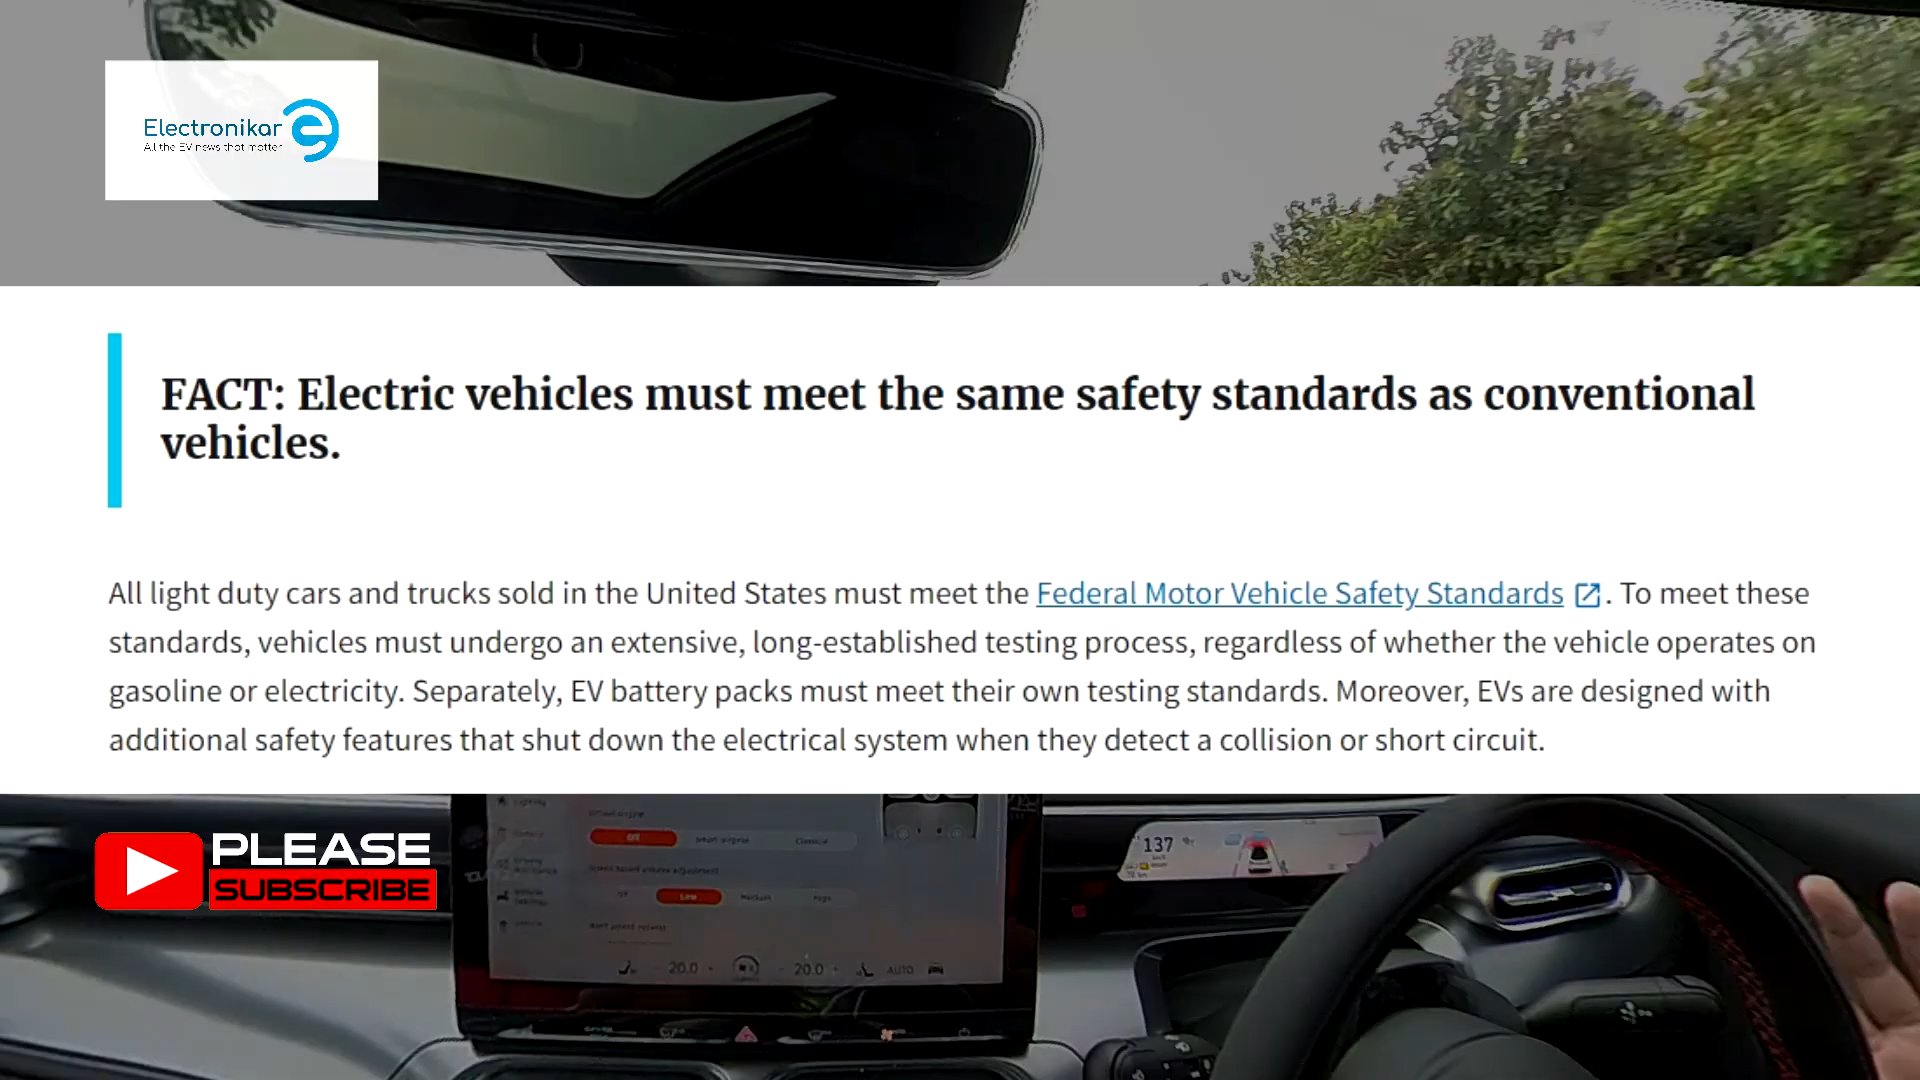 Electronikar
All the EV news that matter
FACT: Electric vehicles must meet the same safety standards as conventional
vehicles.
All light duty cars and trucks sold in the United States must meet the Federal Motor Vehicle Safety Standards. To meet these
standards, vehicles must undergo an extensive, long-established testing process, regardless of whether the vehicle operates on
gasoline or electricity. Separately, EV battery packs must meet their own testing standards. Moreover, EVs are designed with
additional safety features that shut down the electrical system when they detect a collision or short circuit.
PLEASE
SUBSCRIBE
137
Off
Low
20.0
20.0
AUTO